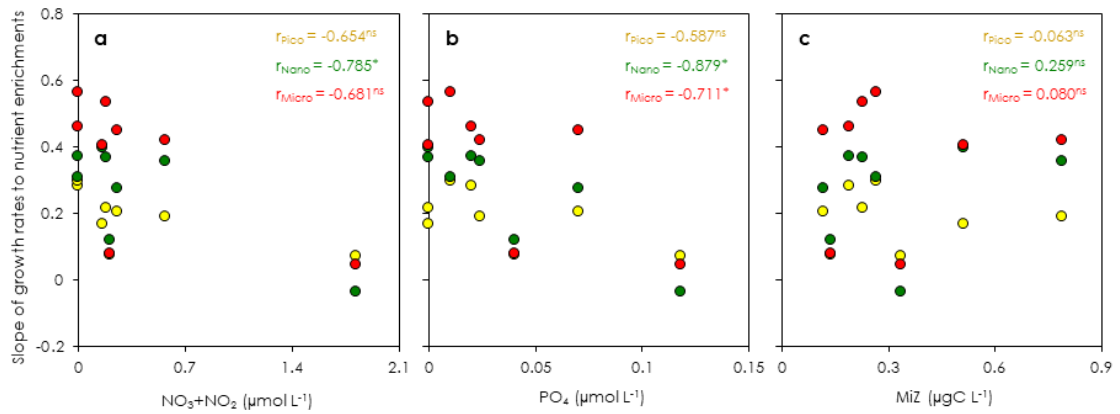 Slope of growth rates to nutrient enrichments
0.8
0.6
0.4
0.2
0
-0.2
a
rPico = -0.654ns
rNano = -0.785*
rMicro = -0.681ns
0 0.7 1.4 2.1
NO3+NO2 (µmol L-1)
b
rPico = -0.587ns
rNano = -0.879*
rMicro = -0.711*
0 0.05 0.1 0.15
PO4 (µmol L-1)
c
rPico = -0.063ns
rNano = 0.259ns
rMicro = 0.080ns
0 0.3 0.6 0.9
MiZ (µgC L-1)